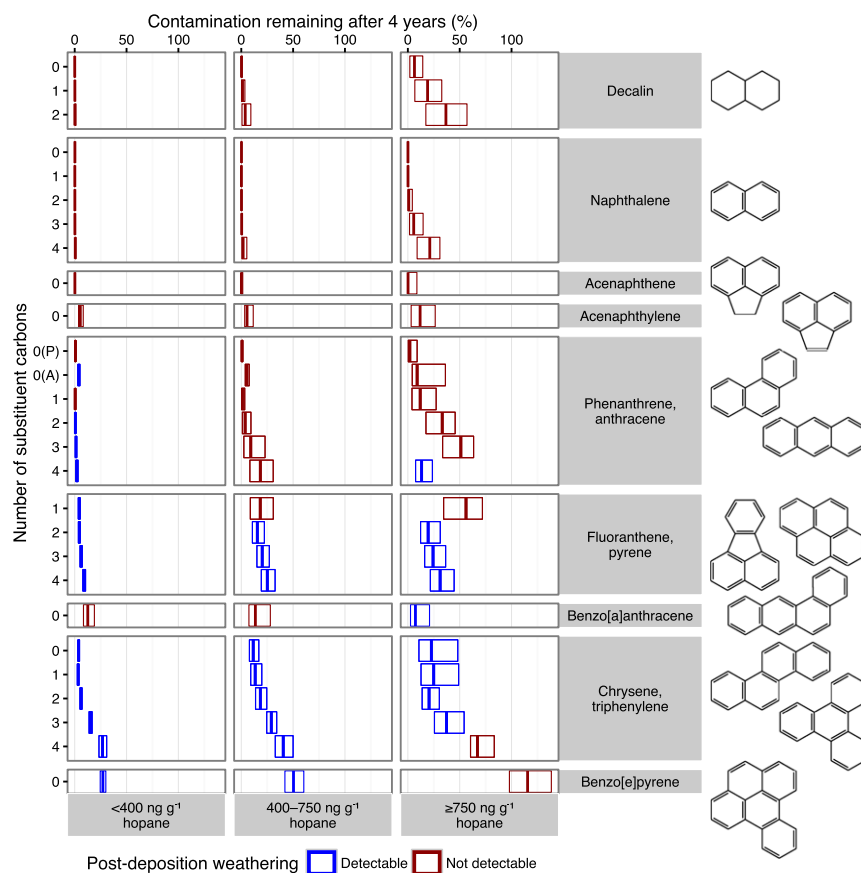 Contamination remaining after 4 years (%)
0 50 100 0 50 100 0 50 100
Number of substituent carbons
0
1
2
Decalin
0
1
2
3
4
Naphthalene
0
Acenaphthene
0
Acenaphthylene
0(P)
0(A)
1
2
3
4
Phenanthrene,
anthracene
1
2
3
4
Fluoranthene,
pyrene
0
Benzo[a]anthracene
0
1
2
3
4
Chrysene,
triphenylene
0
Benzo[e]pyrene
<400 ng g⁻¹
hopane
400–750 ng g⁻¹
hopane
≥750 ng g⁻¹
hopane
Post-deposition weathering Detectable Not detectable